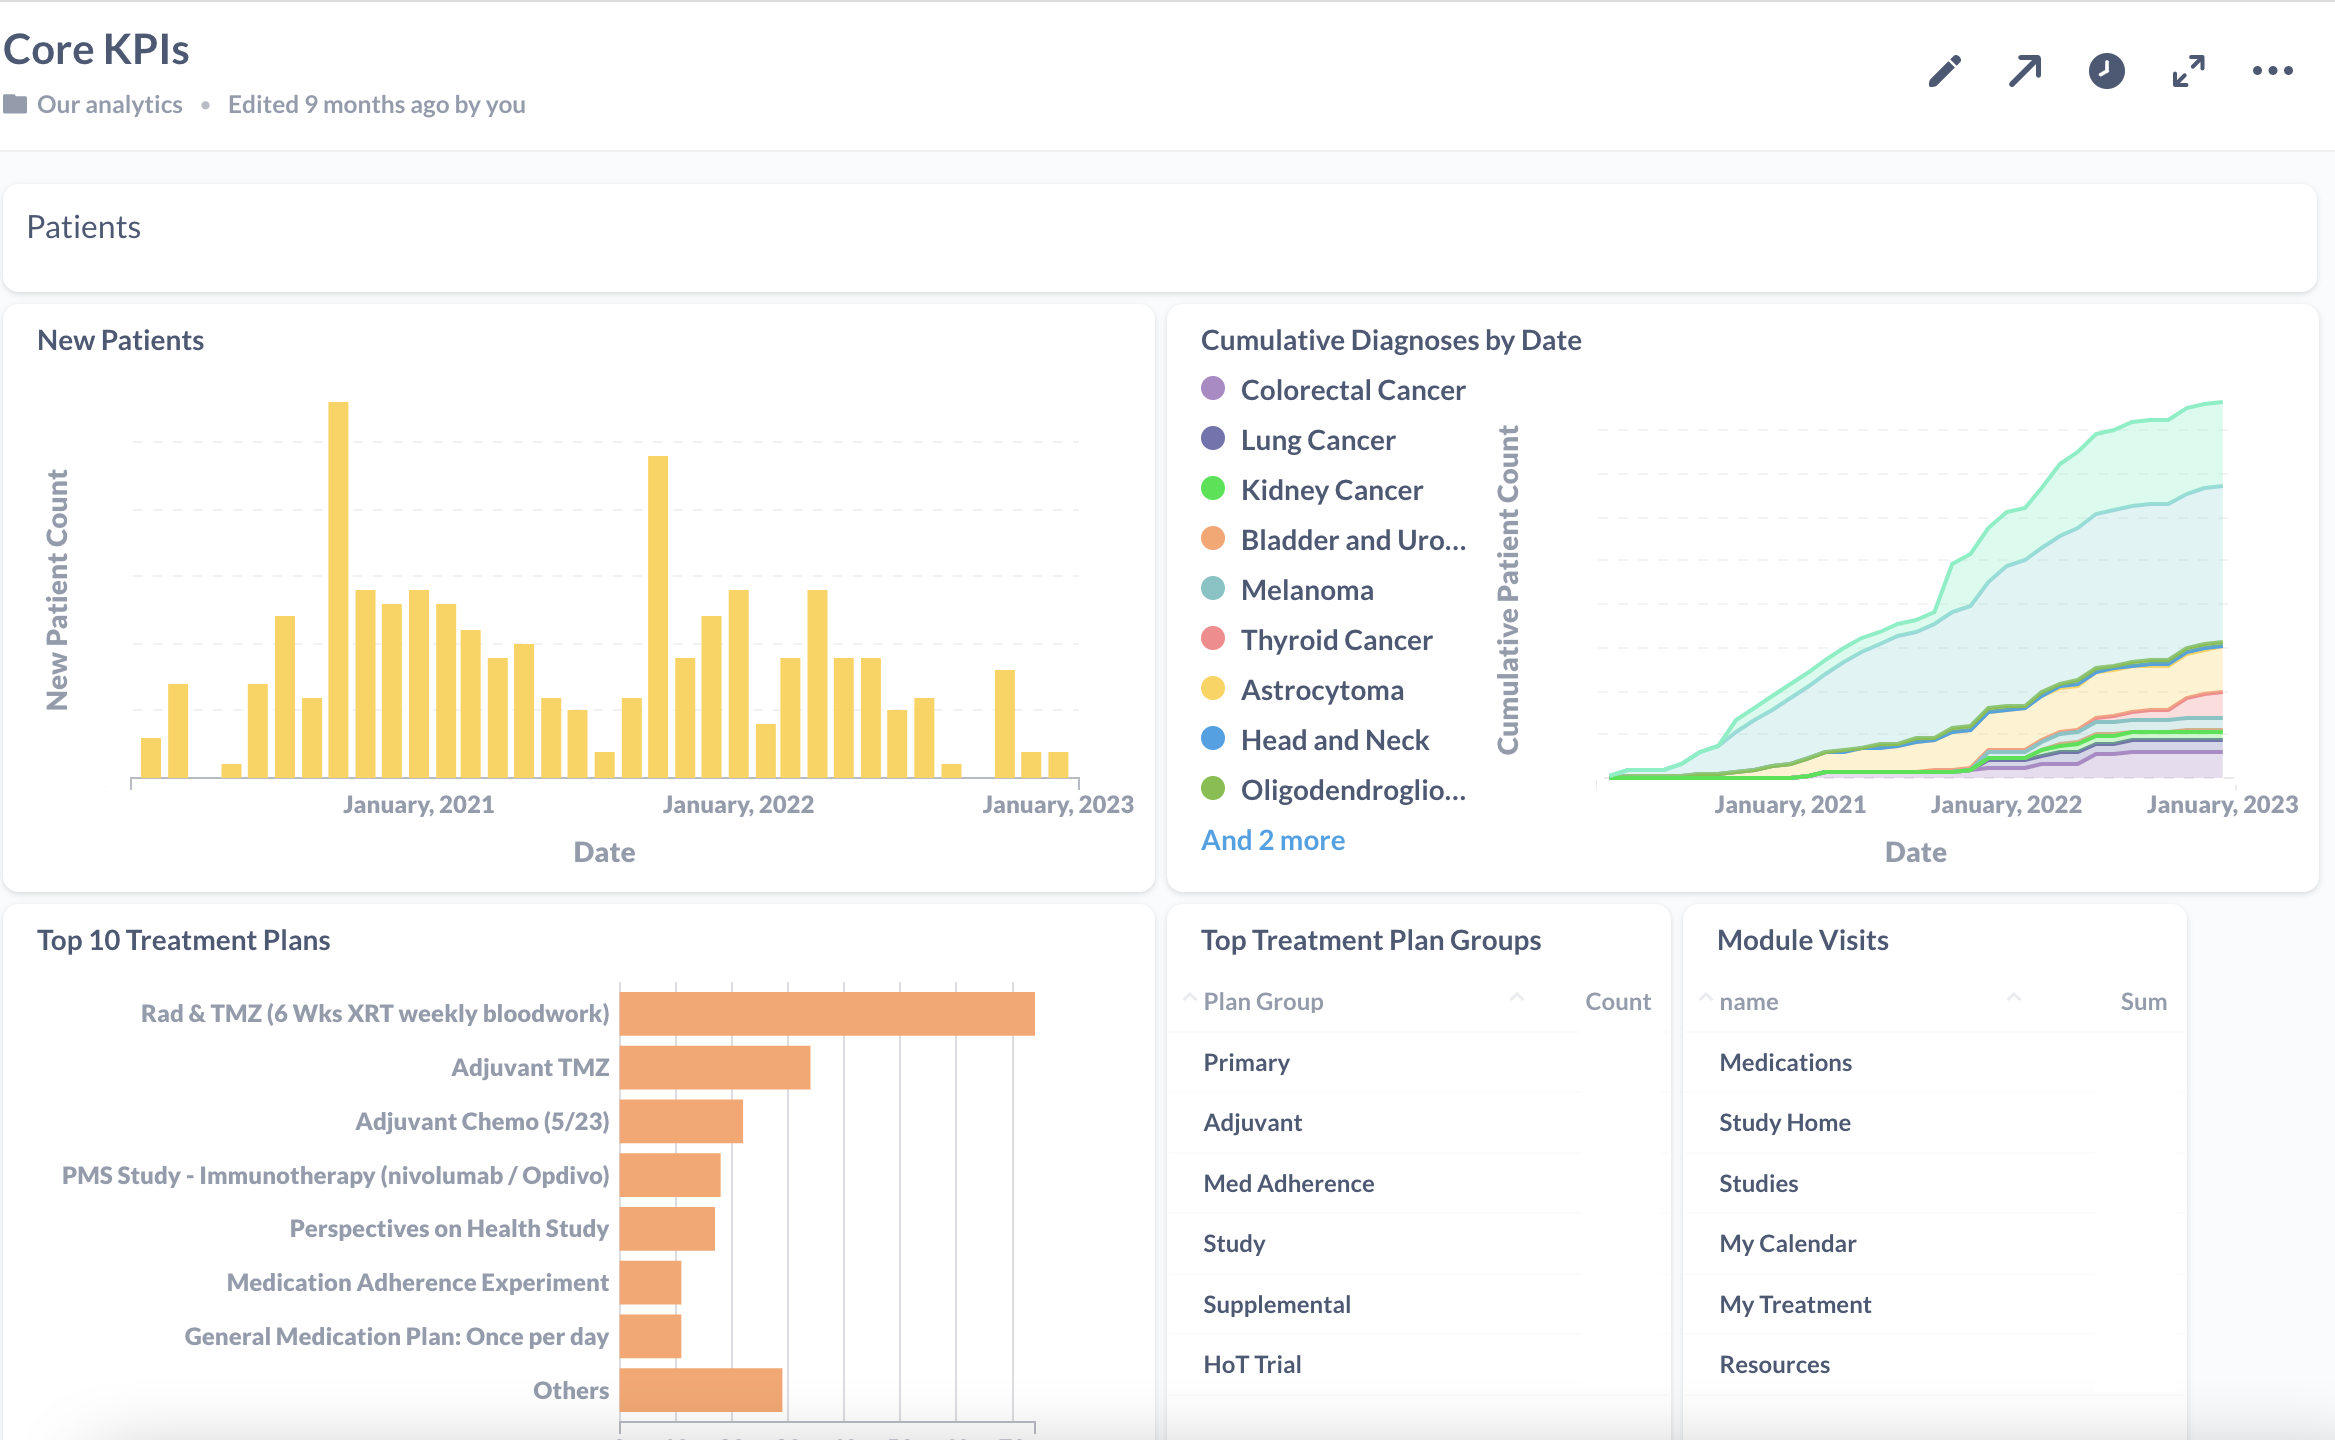 Core KPIs
Our analytics • Edited 9 months ago by you
Patients
New Patients
New Patient Count
January, 2021
January, 2022
January, 2023
Date
Cumulative Diagnoses by Date
Colorectal Cancer
Lung Cancer
Kidney Cancer
Bladder and Uro...
Melanoma
Thyroid Cancer
Astrocytoma
Head and Neck
Oligodendroglio...
And 2 more
Cumulative Patient Count
January, 2021
January, 2022
January, 2023
Date
Top 10 Treatment Plans
Rad & TMZ (6 Wks XRT weekly bloodwork)
Adjuvant TMZ
Adjuvant Chemo (5/23)
PMS Study - Immunotherapy (nivolumab / Opdivo)
Perspectives on Health Study
Medication Adherence Experiment
General Medication Plan: Once per day
Others
Top Treatment Plan Groups
Plan Group Count
Primary
Adjuvant
Med Adherence
Study
Supplemental
HoT Trial
Module Visits
name Sum
Medications
Study Home
Studies
My Calendar
My Treatment
Resources